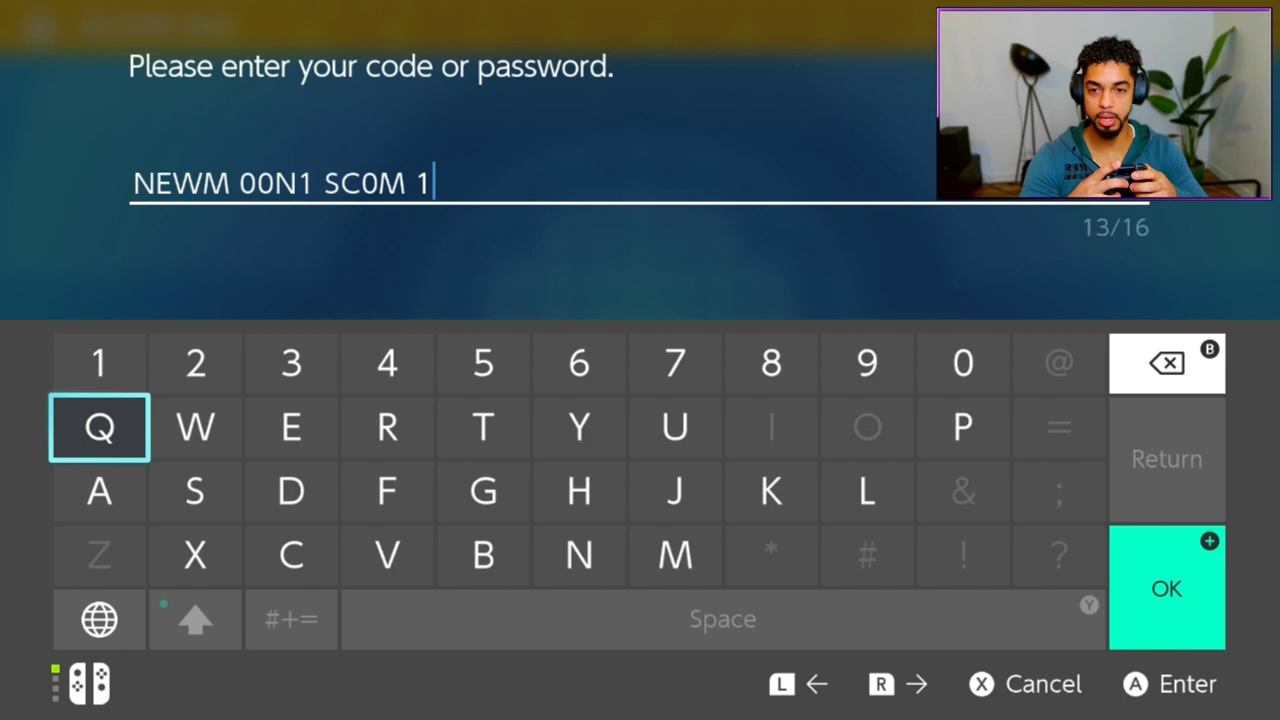 Please enter your code or password.
NEWM 00N1 SC0M 1
13/16
1 2 3 4 5 6 7 8 9 0 @ B
Q W E R T Y U I O P =
Return
A S D F G H J K L & ;
Z X C V B N M * # ! ? +
OK
#+= Space Y
L ← R → X Cancel A Enter